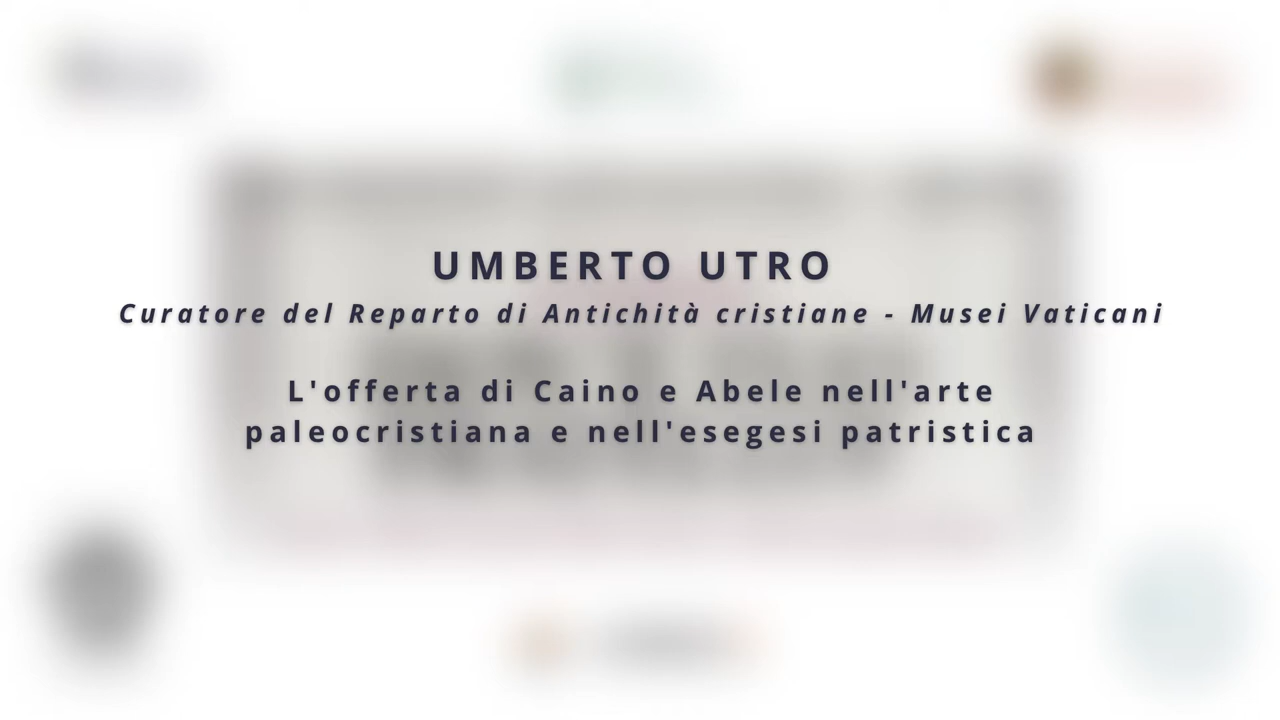 UMBERTO UTRO
Curatore del Reparto di Antichità cristiane - Musei Vaticani
L'offerta di Caino e Abele nell'arte
paleocristiana e nell'esegesi patristica